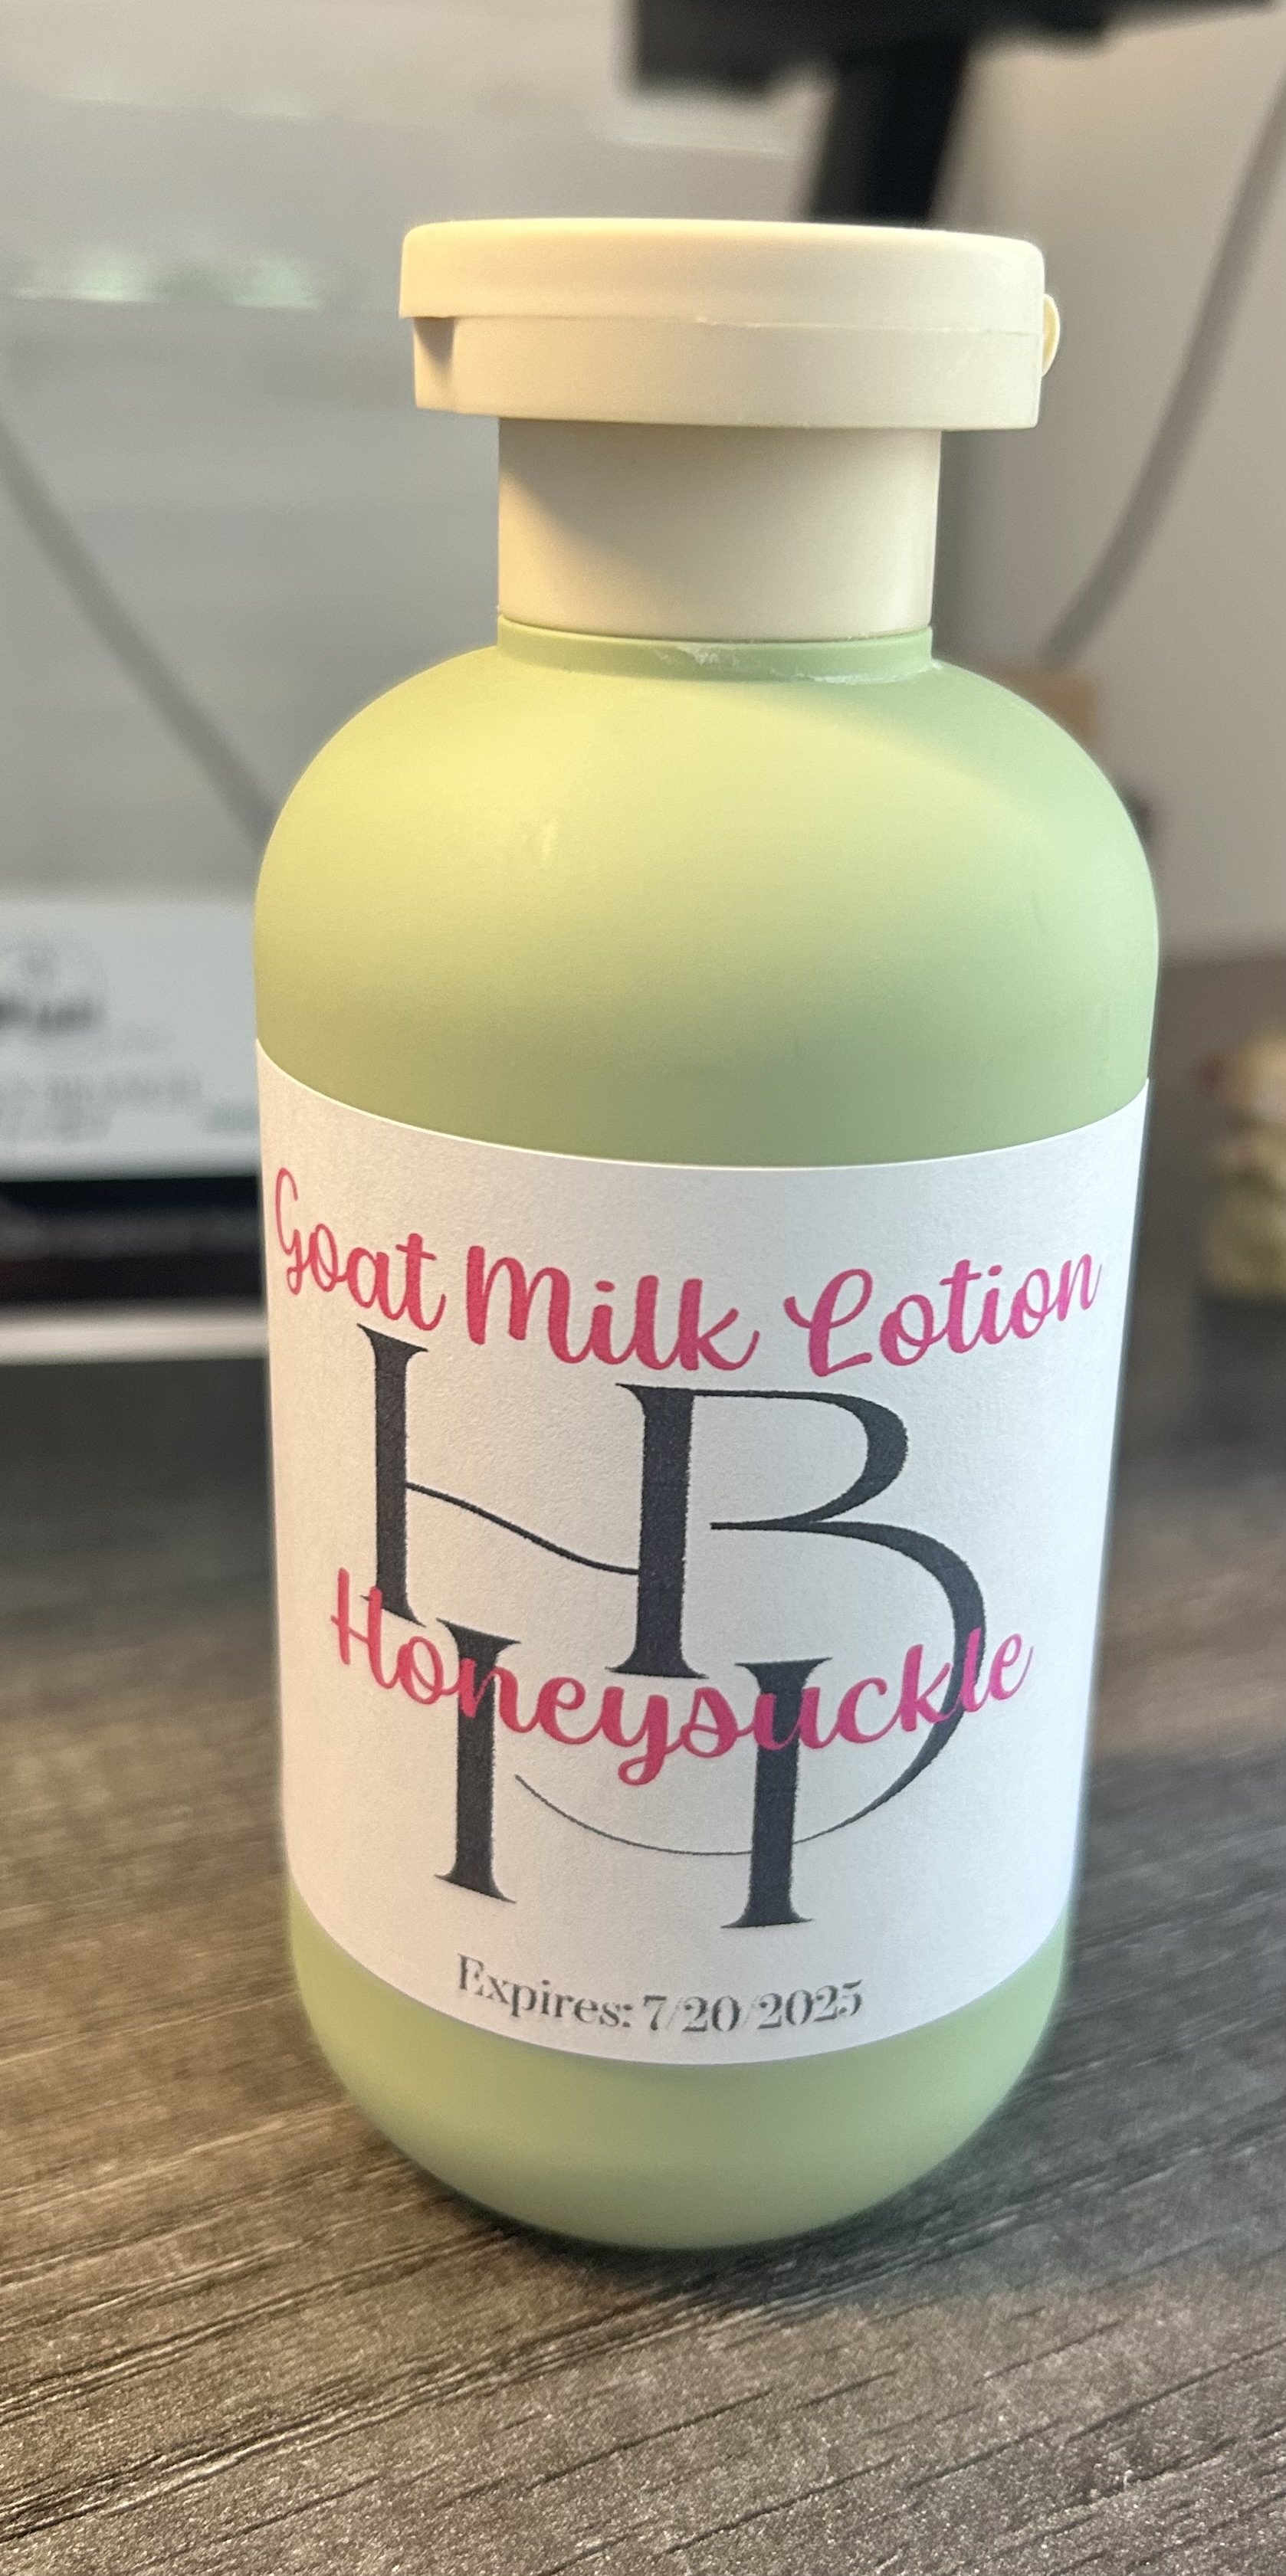 Goat Milk Lotion
HB
Honeysuckle
H
Expires: 7/20/2025